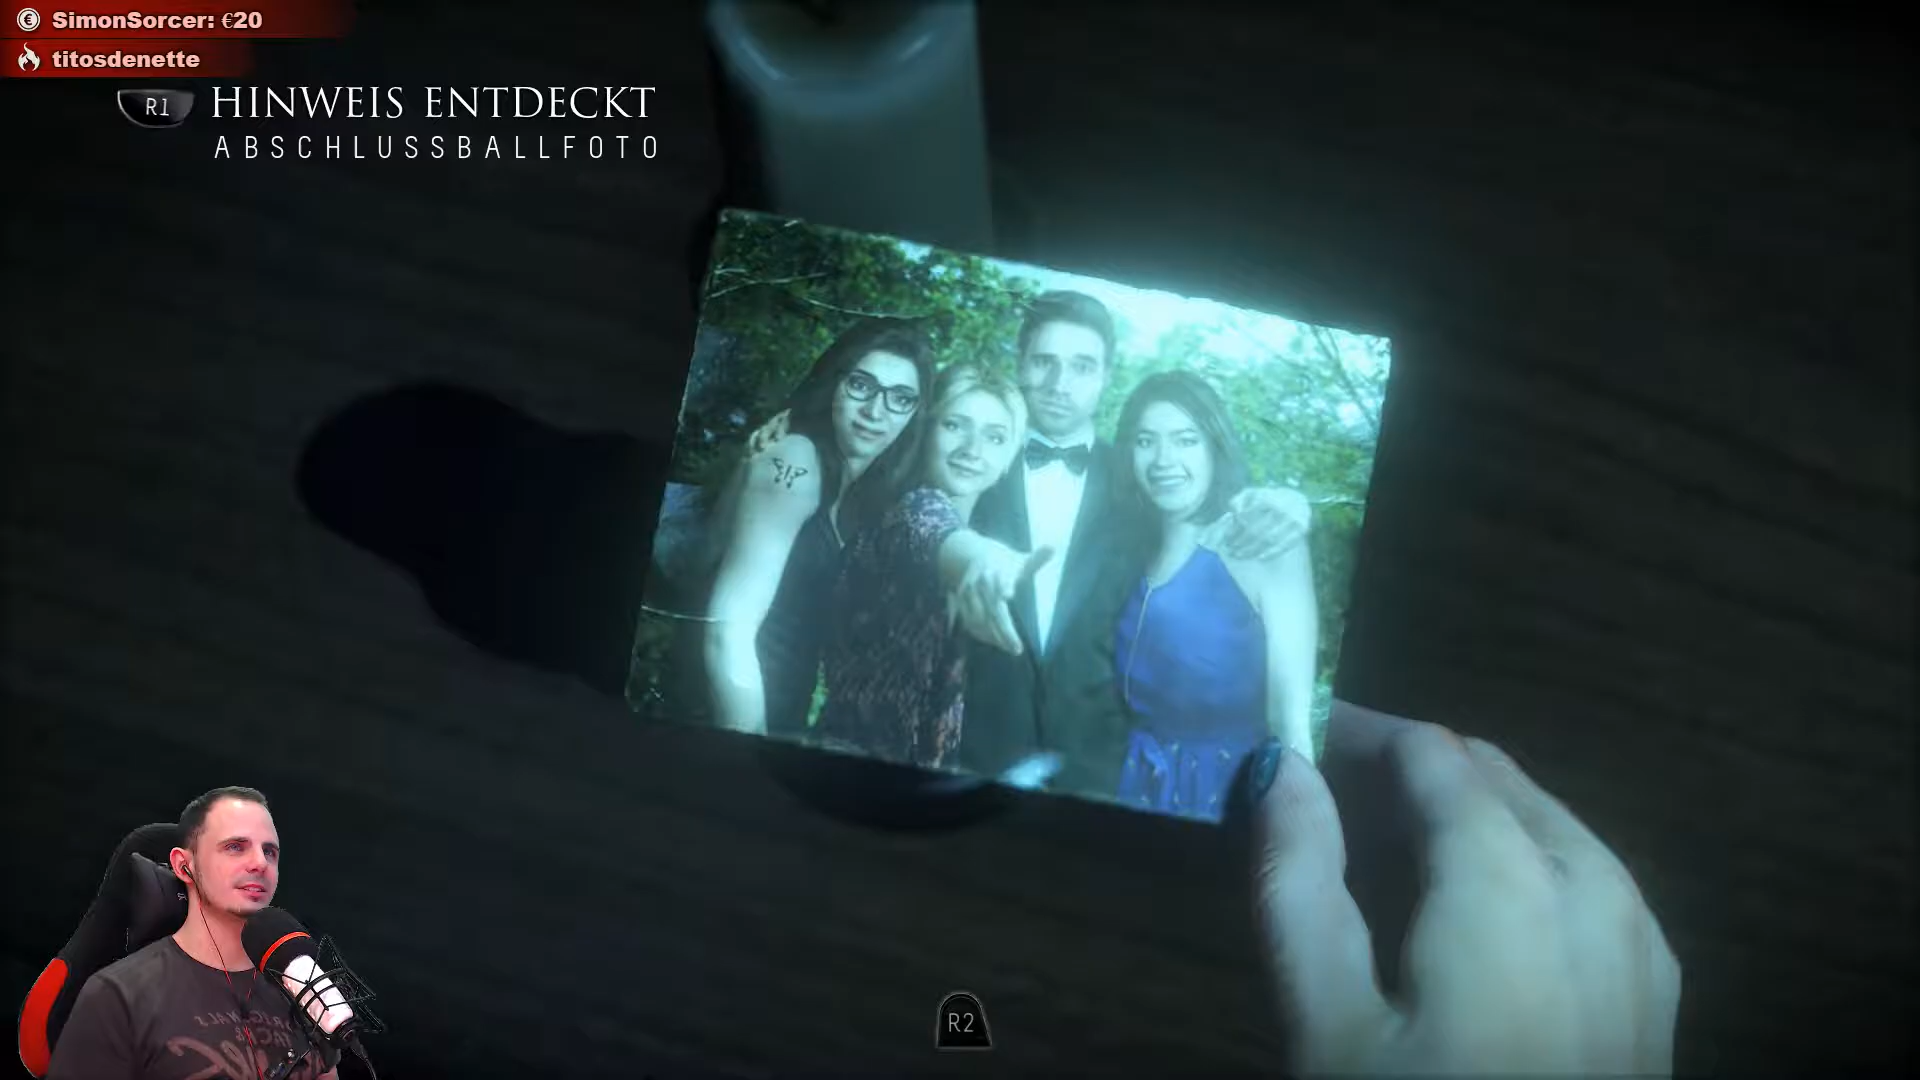 SimonSorcer: €20
titosdenette
R1 HINWEIS ENTDECKT
ABSCHLUSSBALLFOTO
R2